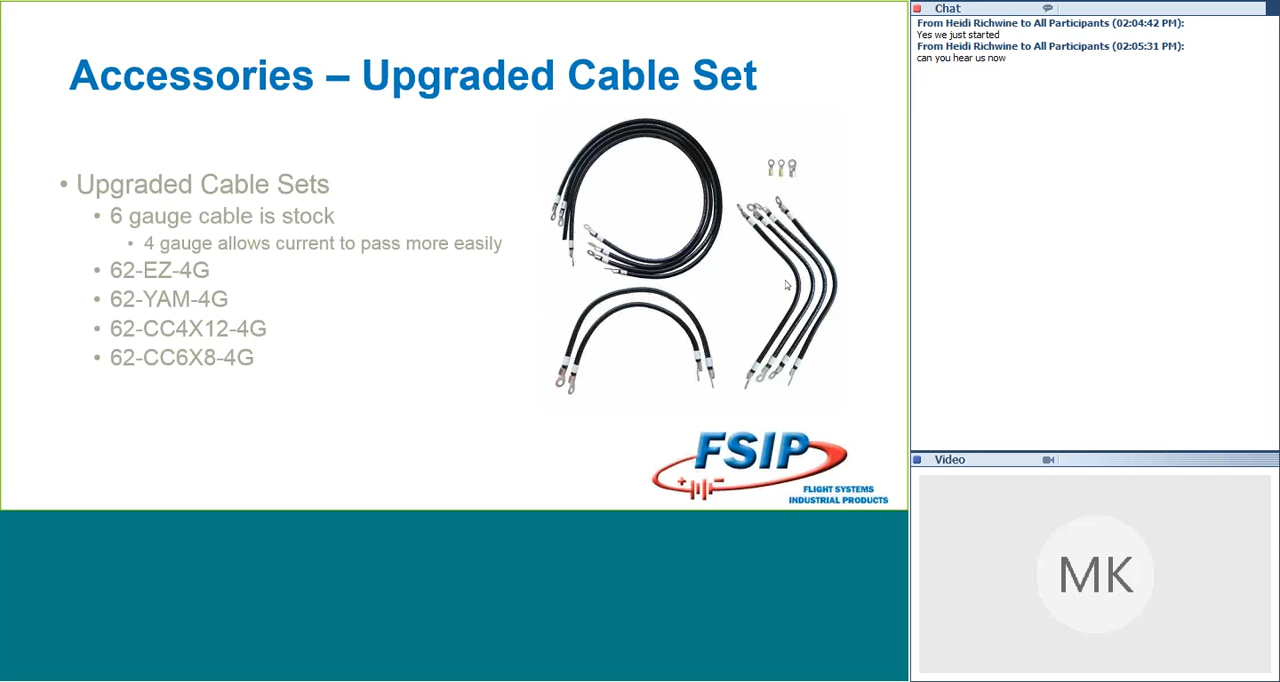 Accessories – Upgraded Cable Set
• Upgraded Cable Sets
• 6 gauge cable is stock
• 4 gauge allows current to pass more easily
• 62-EZ-4G
• 62-YAM-4G
• 62-CC4X12-4G
• 62-CC6X8-4G
FSIP
FLIGHT SYSTEMS
INDUSTRIAL PRODUCTS
Chat
From Heidi Richwine to All Participants (02:04:42 PM):
Yes we just started
From Heidi Richwine to All Participants (02:05:31 PM):
can you hear us now
Video
MK